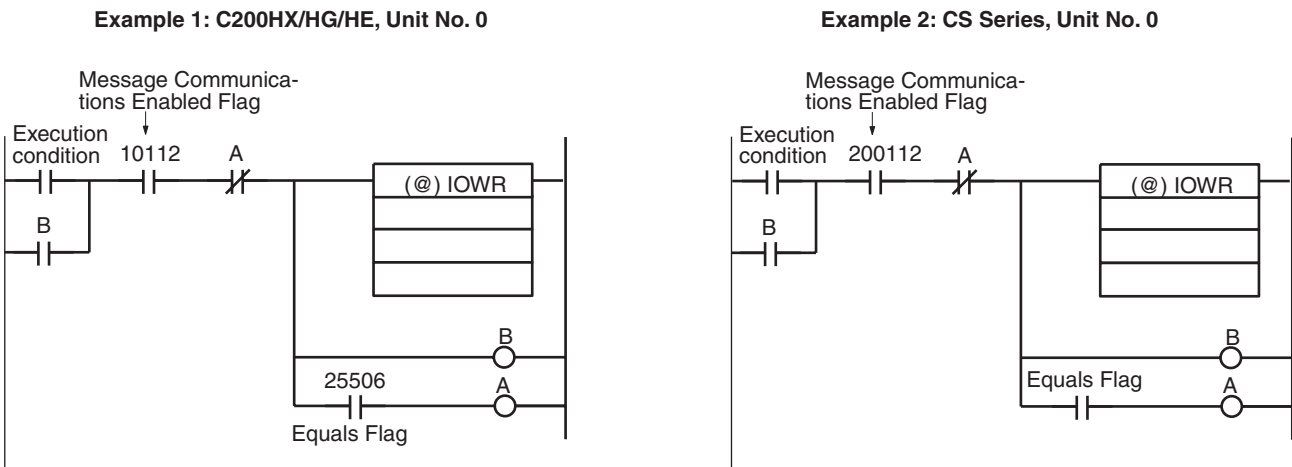 Example 1: C200HX/HG/HE, Unit No. 0
Message Communica-
tions Enabled Flag
Execution
condition
10112
A
(@) IOWR
B
B
25506
A
Equals Flag
Example 2: CS Series, Unit No. 0
Message Communica-
tions Enabled Flag
Execution
condition
200112
A
(@) IOWR
B
B
Equals Flag
A